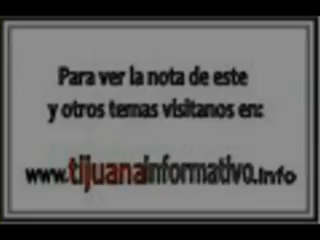 Para ver la nota de este
y otros temas visitanos en:
www.tijuanainformativo.info